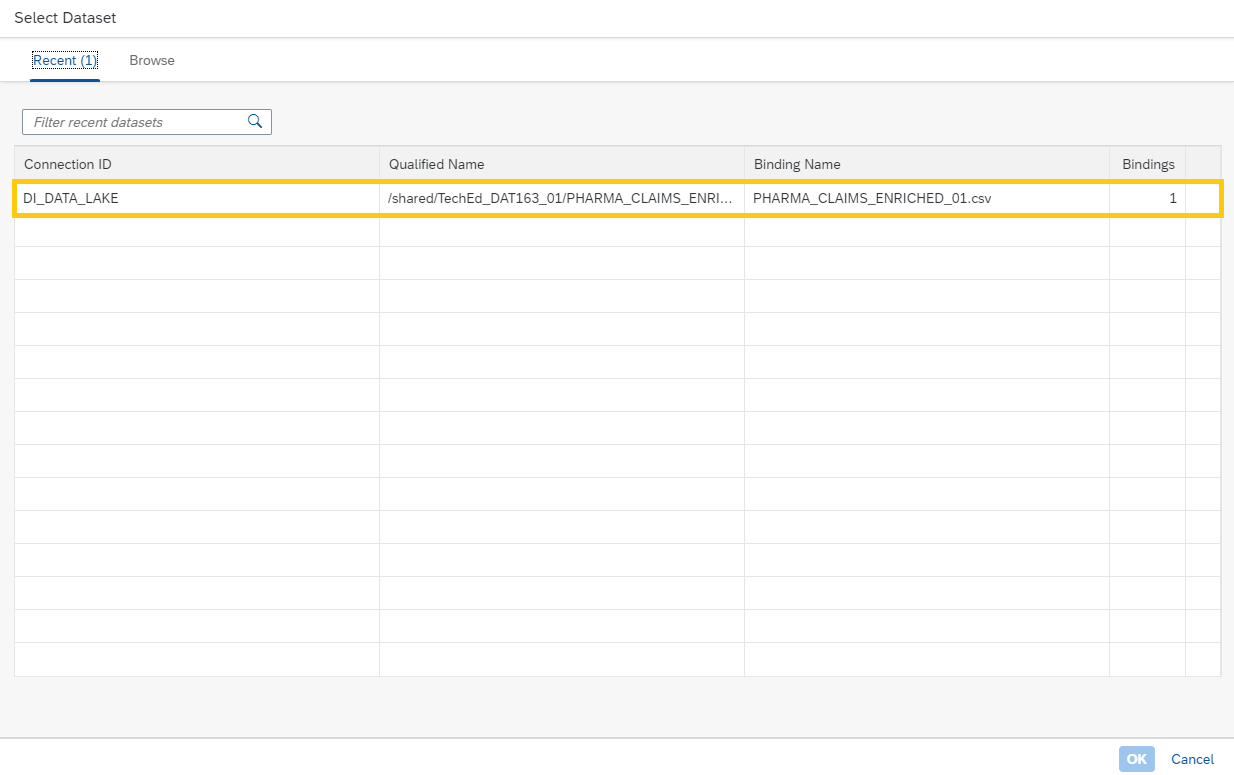 Select Dataset
Recent (1) Browse
Filter recent datasets
Connection ID Qualified Name Binding Name Bindings
DI_DATA_LAKE /shared/TechEd_DAT163_01/PHARMA_CLAIMS_ENRI... PHARMA_CLAIMS_ENRICHED_01.csv 1
OK Cancel